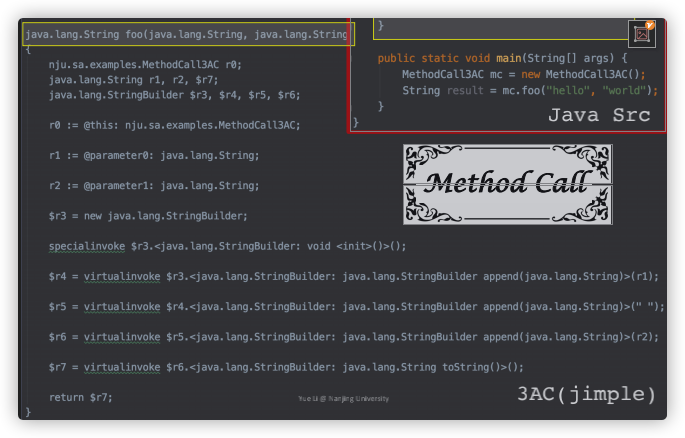 java.lang.String foo(java.lang.String, java.lang.String
{
nju.sa.examples.MethodCall3AC r0;
java.lang.String r1, r2, $r7;
java.lang.StringBuilder $r3, $r4, $r5, $r6;
r0 := @this: nju.sa.examples.MethodCall3AC;
r1 := @parameter0: java.lang.String;
r2 := @parameter1: java.lang.String;
$r3 = new java.lang.StringBuilder;
specialinvoke $r3.<java.lang.StringBuilder: void <init>()>();
$r4 = virtualinvoke $r3.<java.lang.StringBuilder: java.lang.StringBuilder append(java.lang.String)>(r1);
$r5 = virtualinvoke $r4.<java.lang.StringBuilder: java.lang.StringBuilder append(java.lang.String)>(" ");
$r6 = virtualinvoke $r5.<java.lang.StringBuilder: java.lang.StringBuilder append(java.lang.String)>(r2);
$r7 = virtualinvoke $r6.<java.lang.StringBuilder: java.lang.String toString()>();
return $r7;
}
}
public static void main(String[] args) {
MethodCall3AC mc = new MethodCall3AC();
String result = mc.foo("hello", "world");
}
}
Java Src
Method Call
3AC(jimple)
Yue Li @ Nanjing University